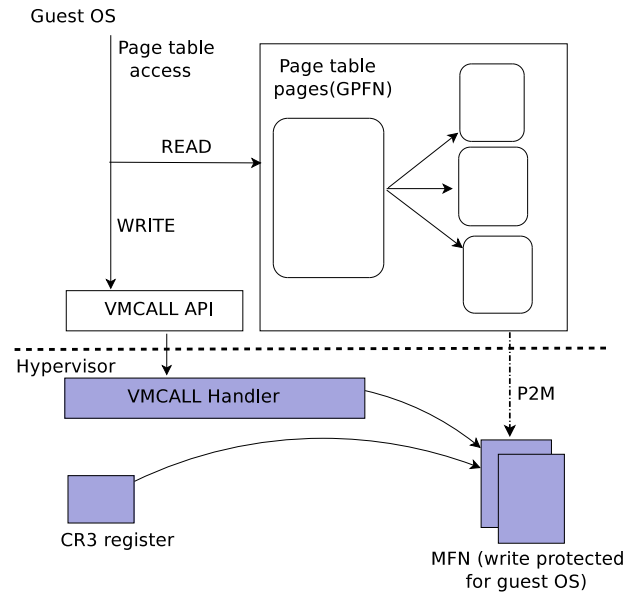 Guest OS
Page table
access
Page table
pages(GPFN)
READ
WRITE
VMCALL API
Hypervisor
VMCALL Handler
P2M
CR3 register
MFN (write protected
for guest OS)